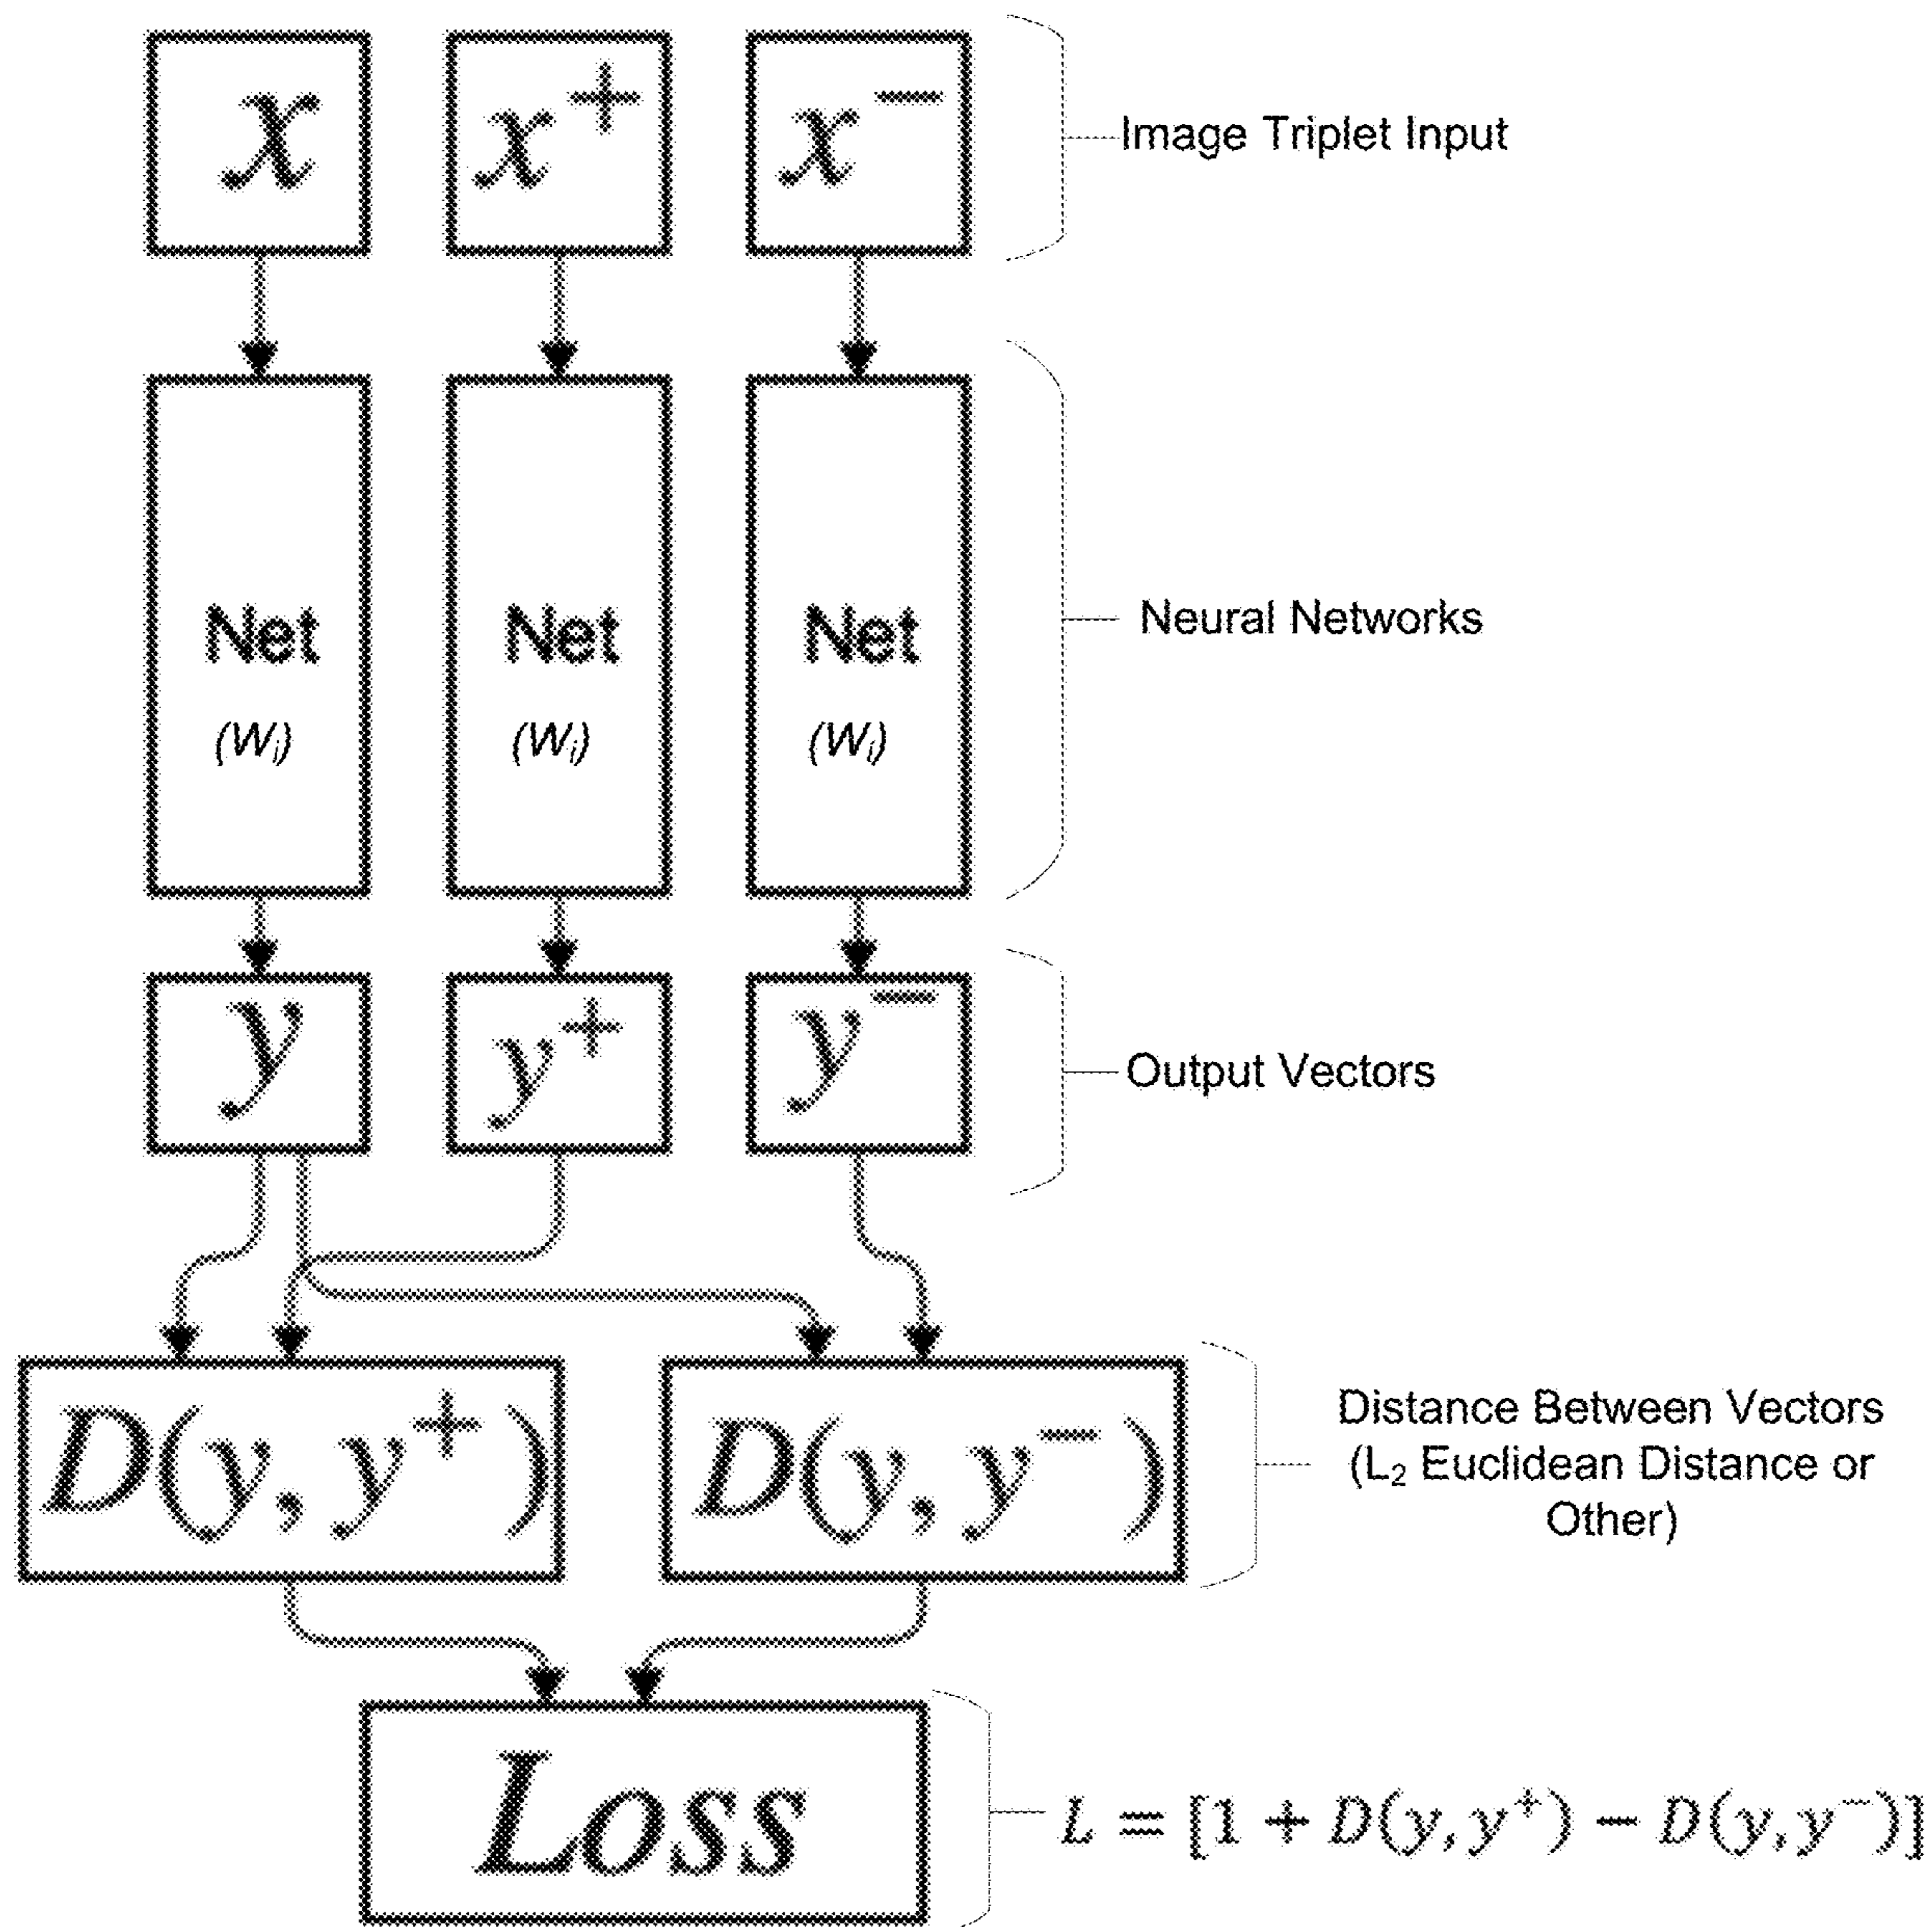 x x⁺ x⁻
Image Triplet Input
Net Net Net
(Wᵢ) (Wᵢ) (Wᵢ)
Neural Networks
y y⁺ y⁻
Output Vectors
D(y, y⁺) D(y, y⁻)
Distance Between Vectors
(L₂ Euclidean Distance or
Other)
Loss
L = [1 + D(y, y⁺) − D(y, y⁻)]